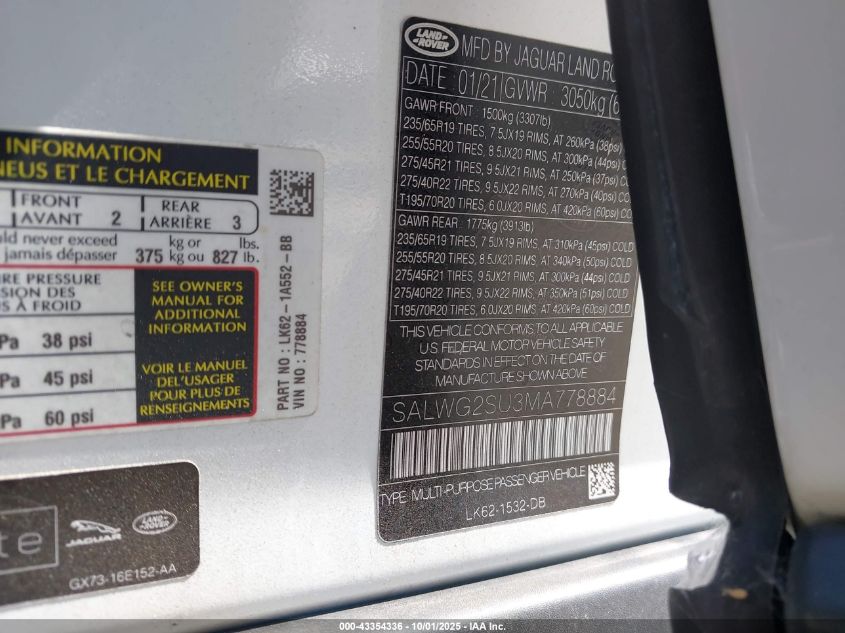 INFORMATION
NEUS ET LE CHARGEMENT
FRONT
AVANT 2
REAR
ARRIÈRE 3
never exceed kg or lbs.
jamais dépasser 375 kg ou 827 lb.
PRESSURE
DES
À FROID
38 psi
45 psi
60 psi
SEE OWNER'S
MANUAL FOR
ADDITIONAL
INFORMATION
VOIR LE MANUEL
DEL'USAGER
POUR PLUS DE
RENSEIGNEMENTS
PART NO : LK62-1A552-BB
VIN NO : 778884
JAGUAR
LAND ROVER
GX73-16E152-AA
LAND ROVER
MFD BY JAGUAR LAND
DATE 01/21 GVWR 3050kg
GAWR FRONT : 1500kg (3307lb)
235/65R19 TIRES, 7.5JX19 RIMS, AT 260kPa (38psi)
255/55R20 TIRES, 8.5JX20 RIMS, AT 300kPa (44psi)
275/45R21 TIRES, 9.5JX21 RIMS, AT 250kPa (37psi)
275/40R22 TIRES, 9.5JX22 RIMS, AT 270kPa (40psi)
T195/70R20 TIRES, 6.0JX20 RIMS, AT 420kPa (60psi)
GAWR REAR : 1775kg (3913lb)
235/65R19 TIRES, 7.5JX19 RIMS, AT 310kPa (45psi) COLD
255/55R20 TIRES, 8.5JX20 RIMS, AT 340kPa (50psi) COLD
275/45R21 TIRES, 9.5JX21 RIMS, AT 300kPa (44psi) COLD
275/40R22 TIRES, 9.5JX22 RIMS, AT 350kPa (51psi) COLD
T195/70R20 TIRES, 6.0JX20 RIMS, AT 420kPa (60psi) COLD
THIS VEHICLE CONFORMS TO ALL APPLICABLE
U.S. FEDERAL MOTOR VEHICLE SAFETY
STANDARDS IN EFFECT ON THE DATE OF
MANUFACTURE SHOWN ABOVE
SALWG2SU3MA778884
TYPE MULTI-PURPOSE PASSENGER VEHICLE
LK62-1532-DB
000-43354336 - 10/01/2025 - IAA Inc.